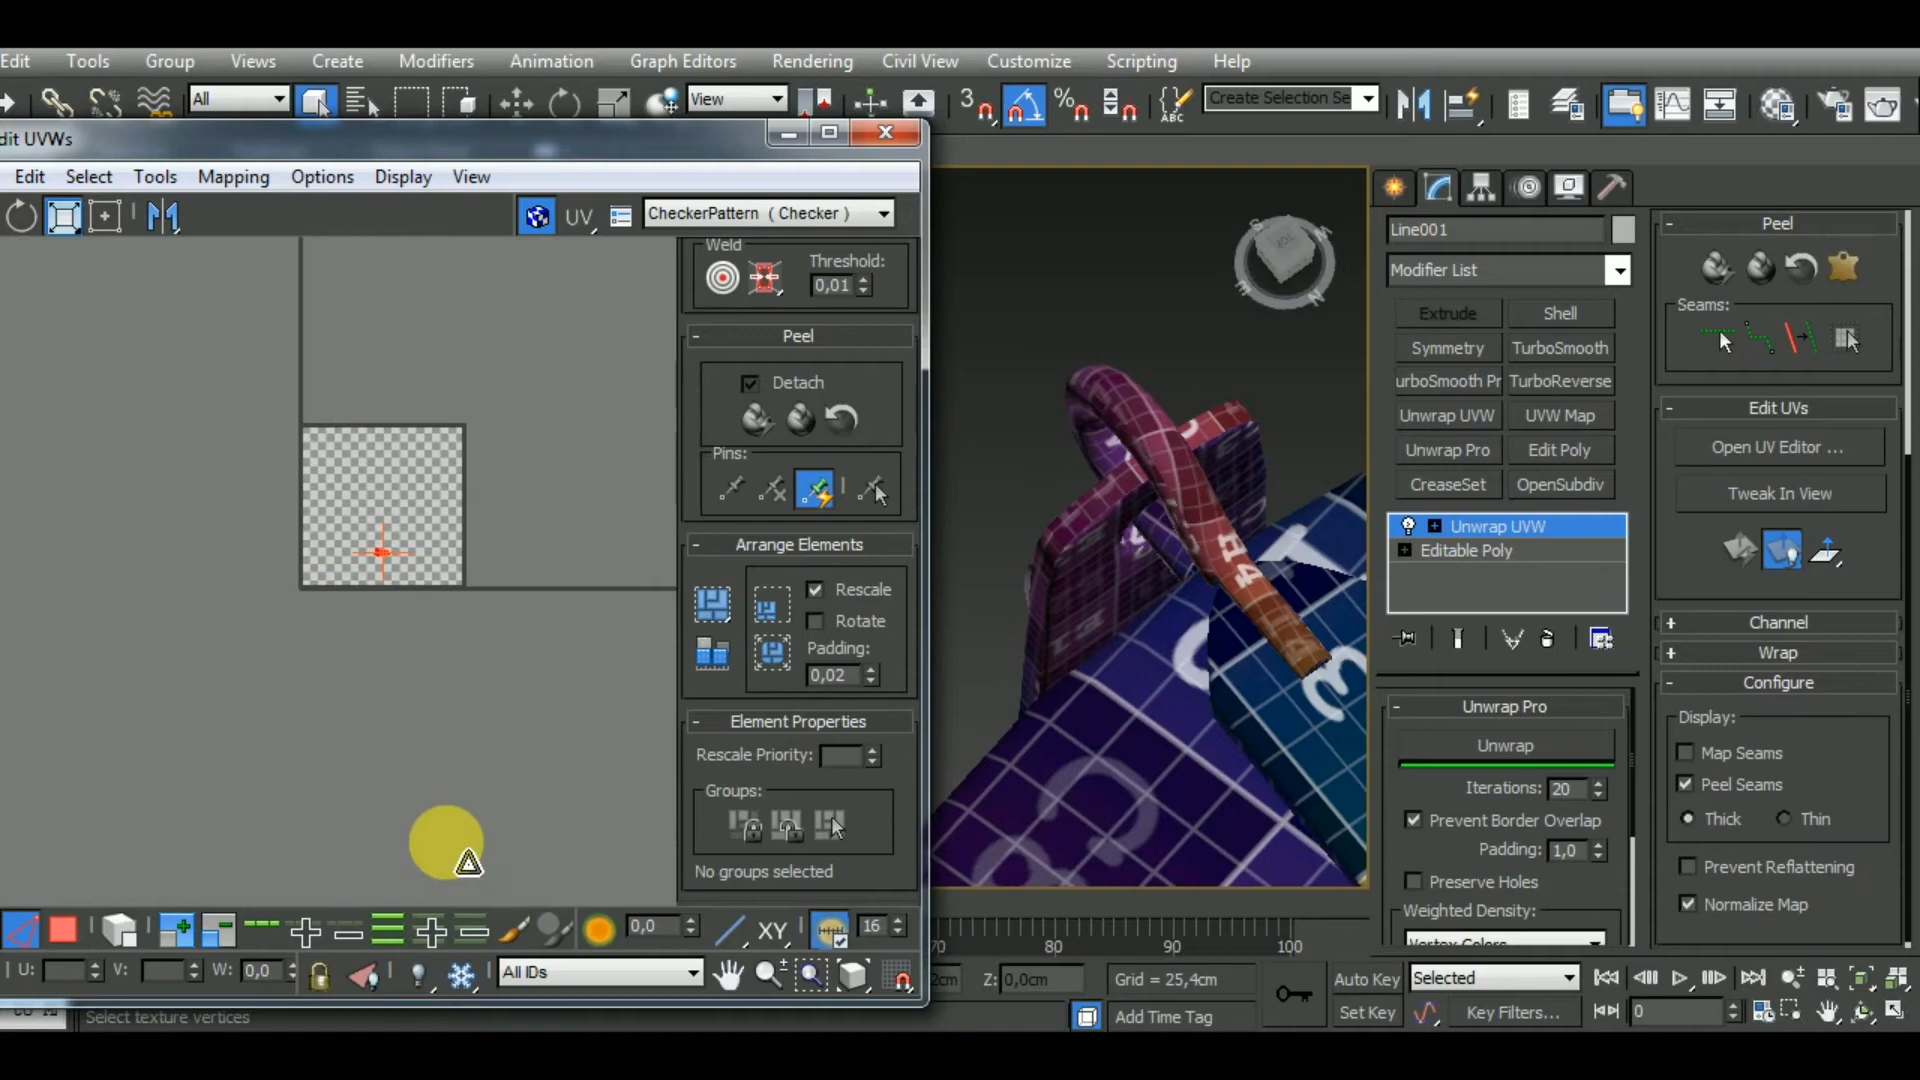 Edit Tools Group Views Create Modifiers Animation Graph Editors Rendering Civil View Customize Scripting Help
All View 3 % ABC Create Selection Se
dit UVWs
Edit Select Tools Mapping Options Display View
UV CheckerPattern ( Checker )
Weld
Threshold:
0,01
Peel
Detach
Pins:
Arrange Elements
Rescale
Rotate
Padding:
0,02
Element Properties
Rescale Priority:
Groups:
No groups selected
0,0 XY 16
U: V: W: 0,0 All IDs
Select texture vertices
TOP
S W N E
H4
3
70 80 90 100
2cm Z: 0,0cm Grid = 25,4cm
Add Time Tag
Auto Key Selected
Set Key Key Filters... 0
Line001
Modifier List
Extrude Shell
Symmetry TurboSmooth
urboSmooth Pr TurboReverse
Unwrap UVW UVW Map
Unwrap Pro Edit Poly
CreaseSet OpenSubdiv
Unwrap UVW
Editable Poly
Unwrap Pro
Unwrap
Iterations: 20
Prevent Border Overlap
Padding: 1,0
Preserve Holes
Weighted Density:
Vertex Colors
Peel
Seams:
Edit UVs
Open UV Editor ...
Tweak In View
Channel
Wrap
Configure
Display:
Map Seams
Peel Seams
Thick Thin
Prevent Reflattening
Normalize Map